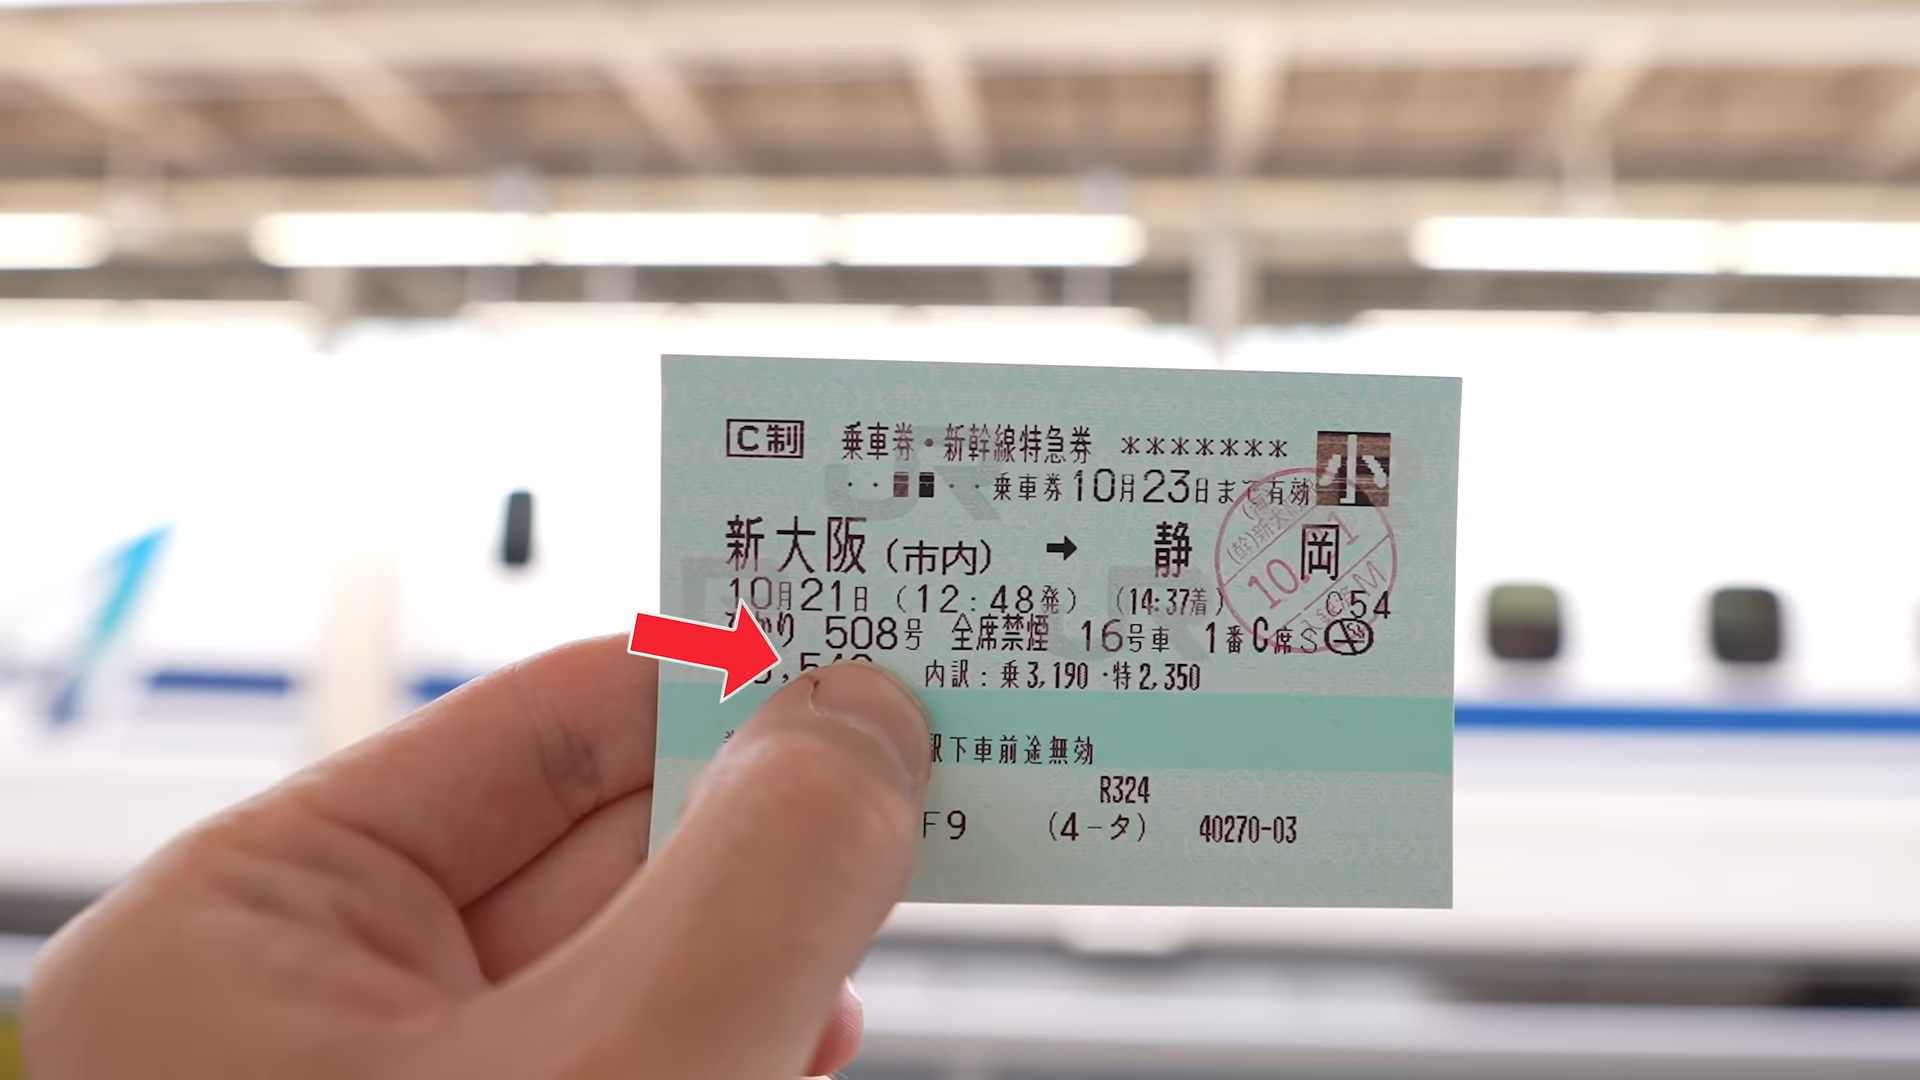 C制 乗車券・新幹線特急券 *******
・・■■・・乗車券10月23日まで有効
小
新大阪(市内) → 静岡
10月21日 (12:48発) (14:37着) C54
508号 全席禁煙 16号車 1番C席S
内訳:乗3,190・特2,350
下車前途無効
R324
F9 (4-タ) 40270-03